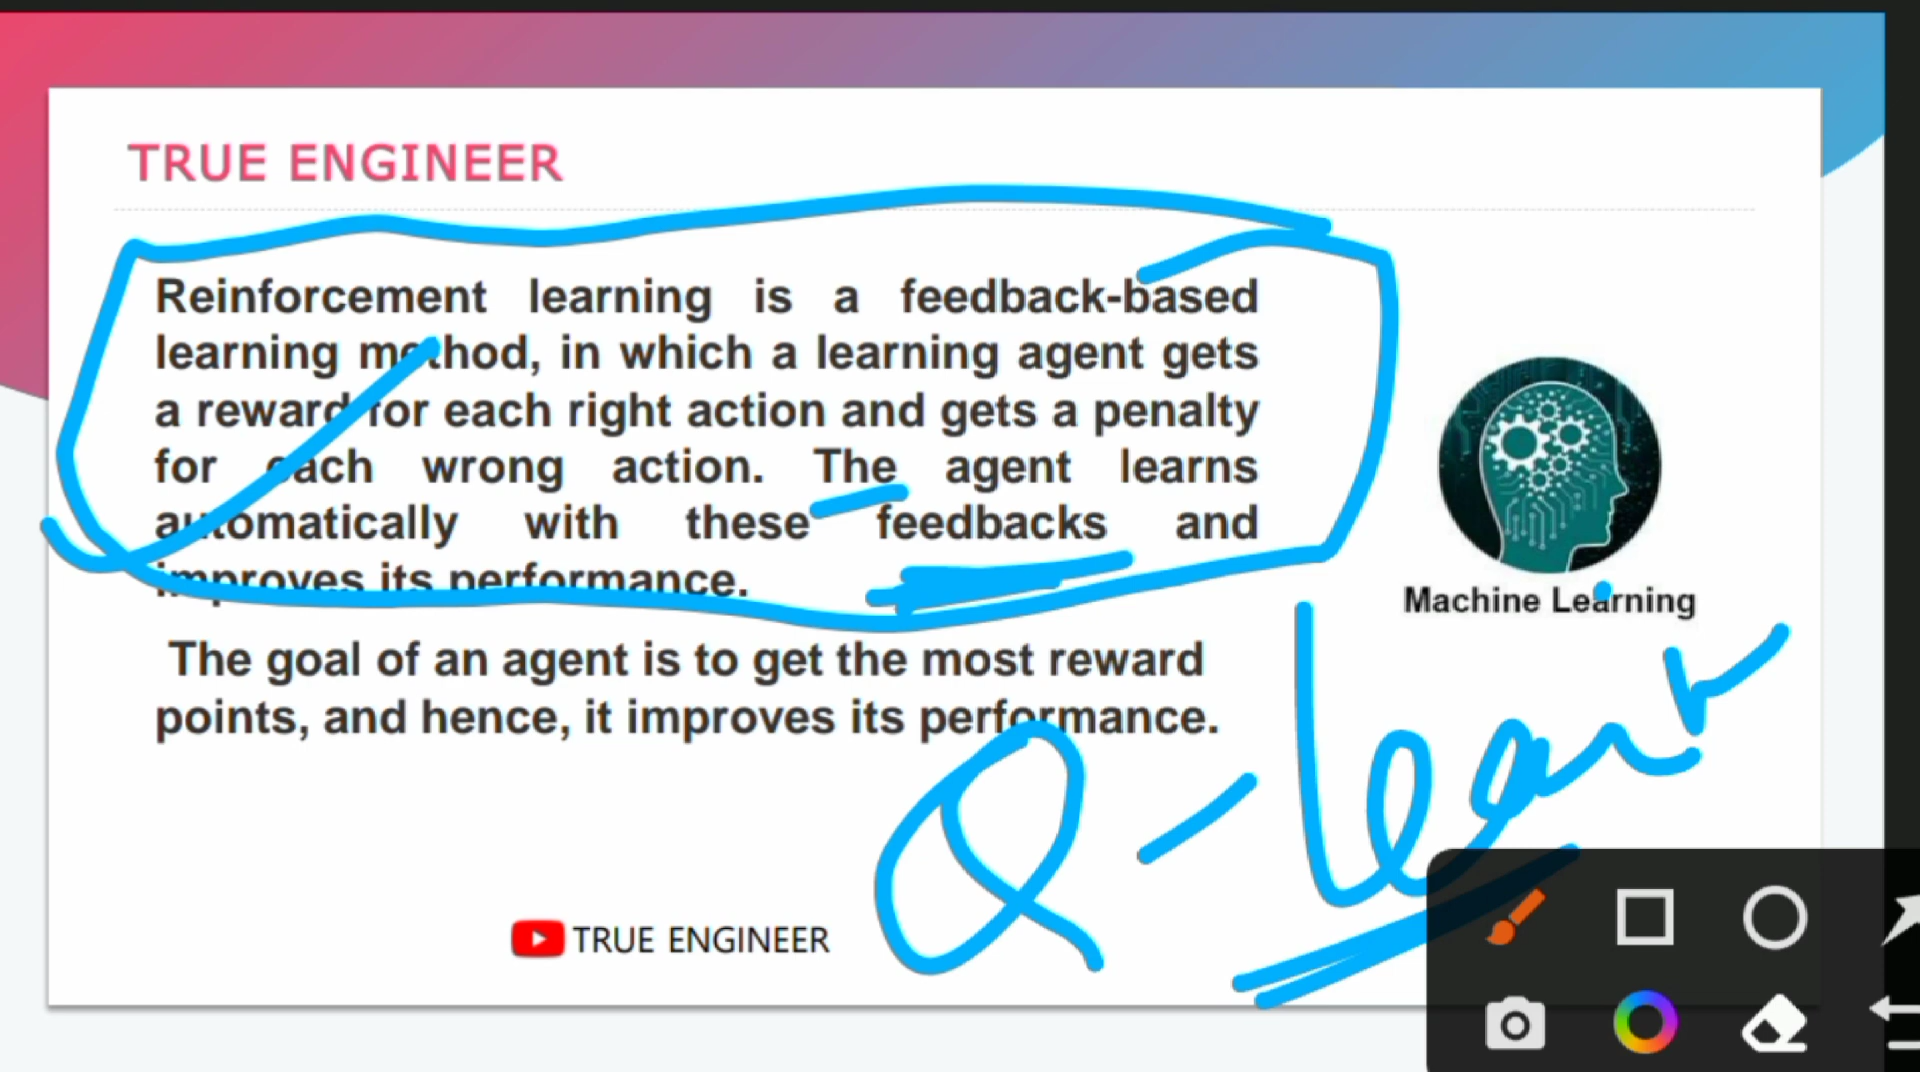 TRUE ENGINEER
Reinforcement learning is a feedback-based
learning method, in which a learning agent gets
a reward for each right action and gets a penalty
for each wrong action. The agent learns
automatically with these feedbacks and
improves its performance.
The goal of an agent is to get the most reward
points, and hence, it improves its performance.
Machine Learning
Q-learn
TRUE ENGINEER